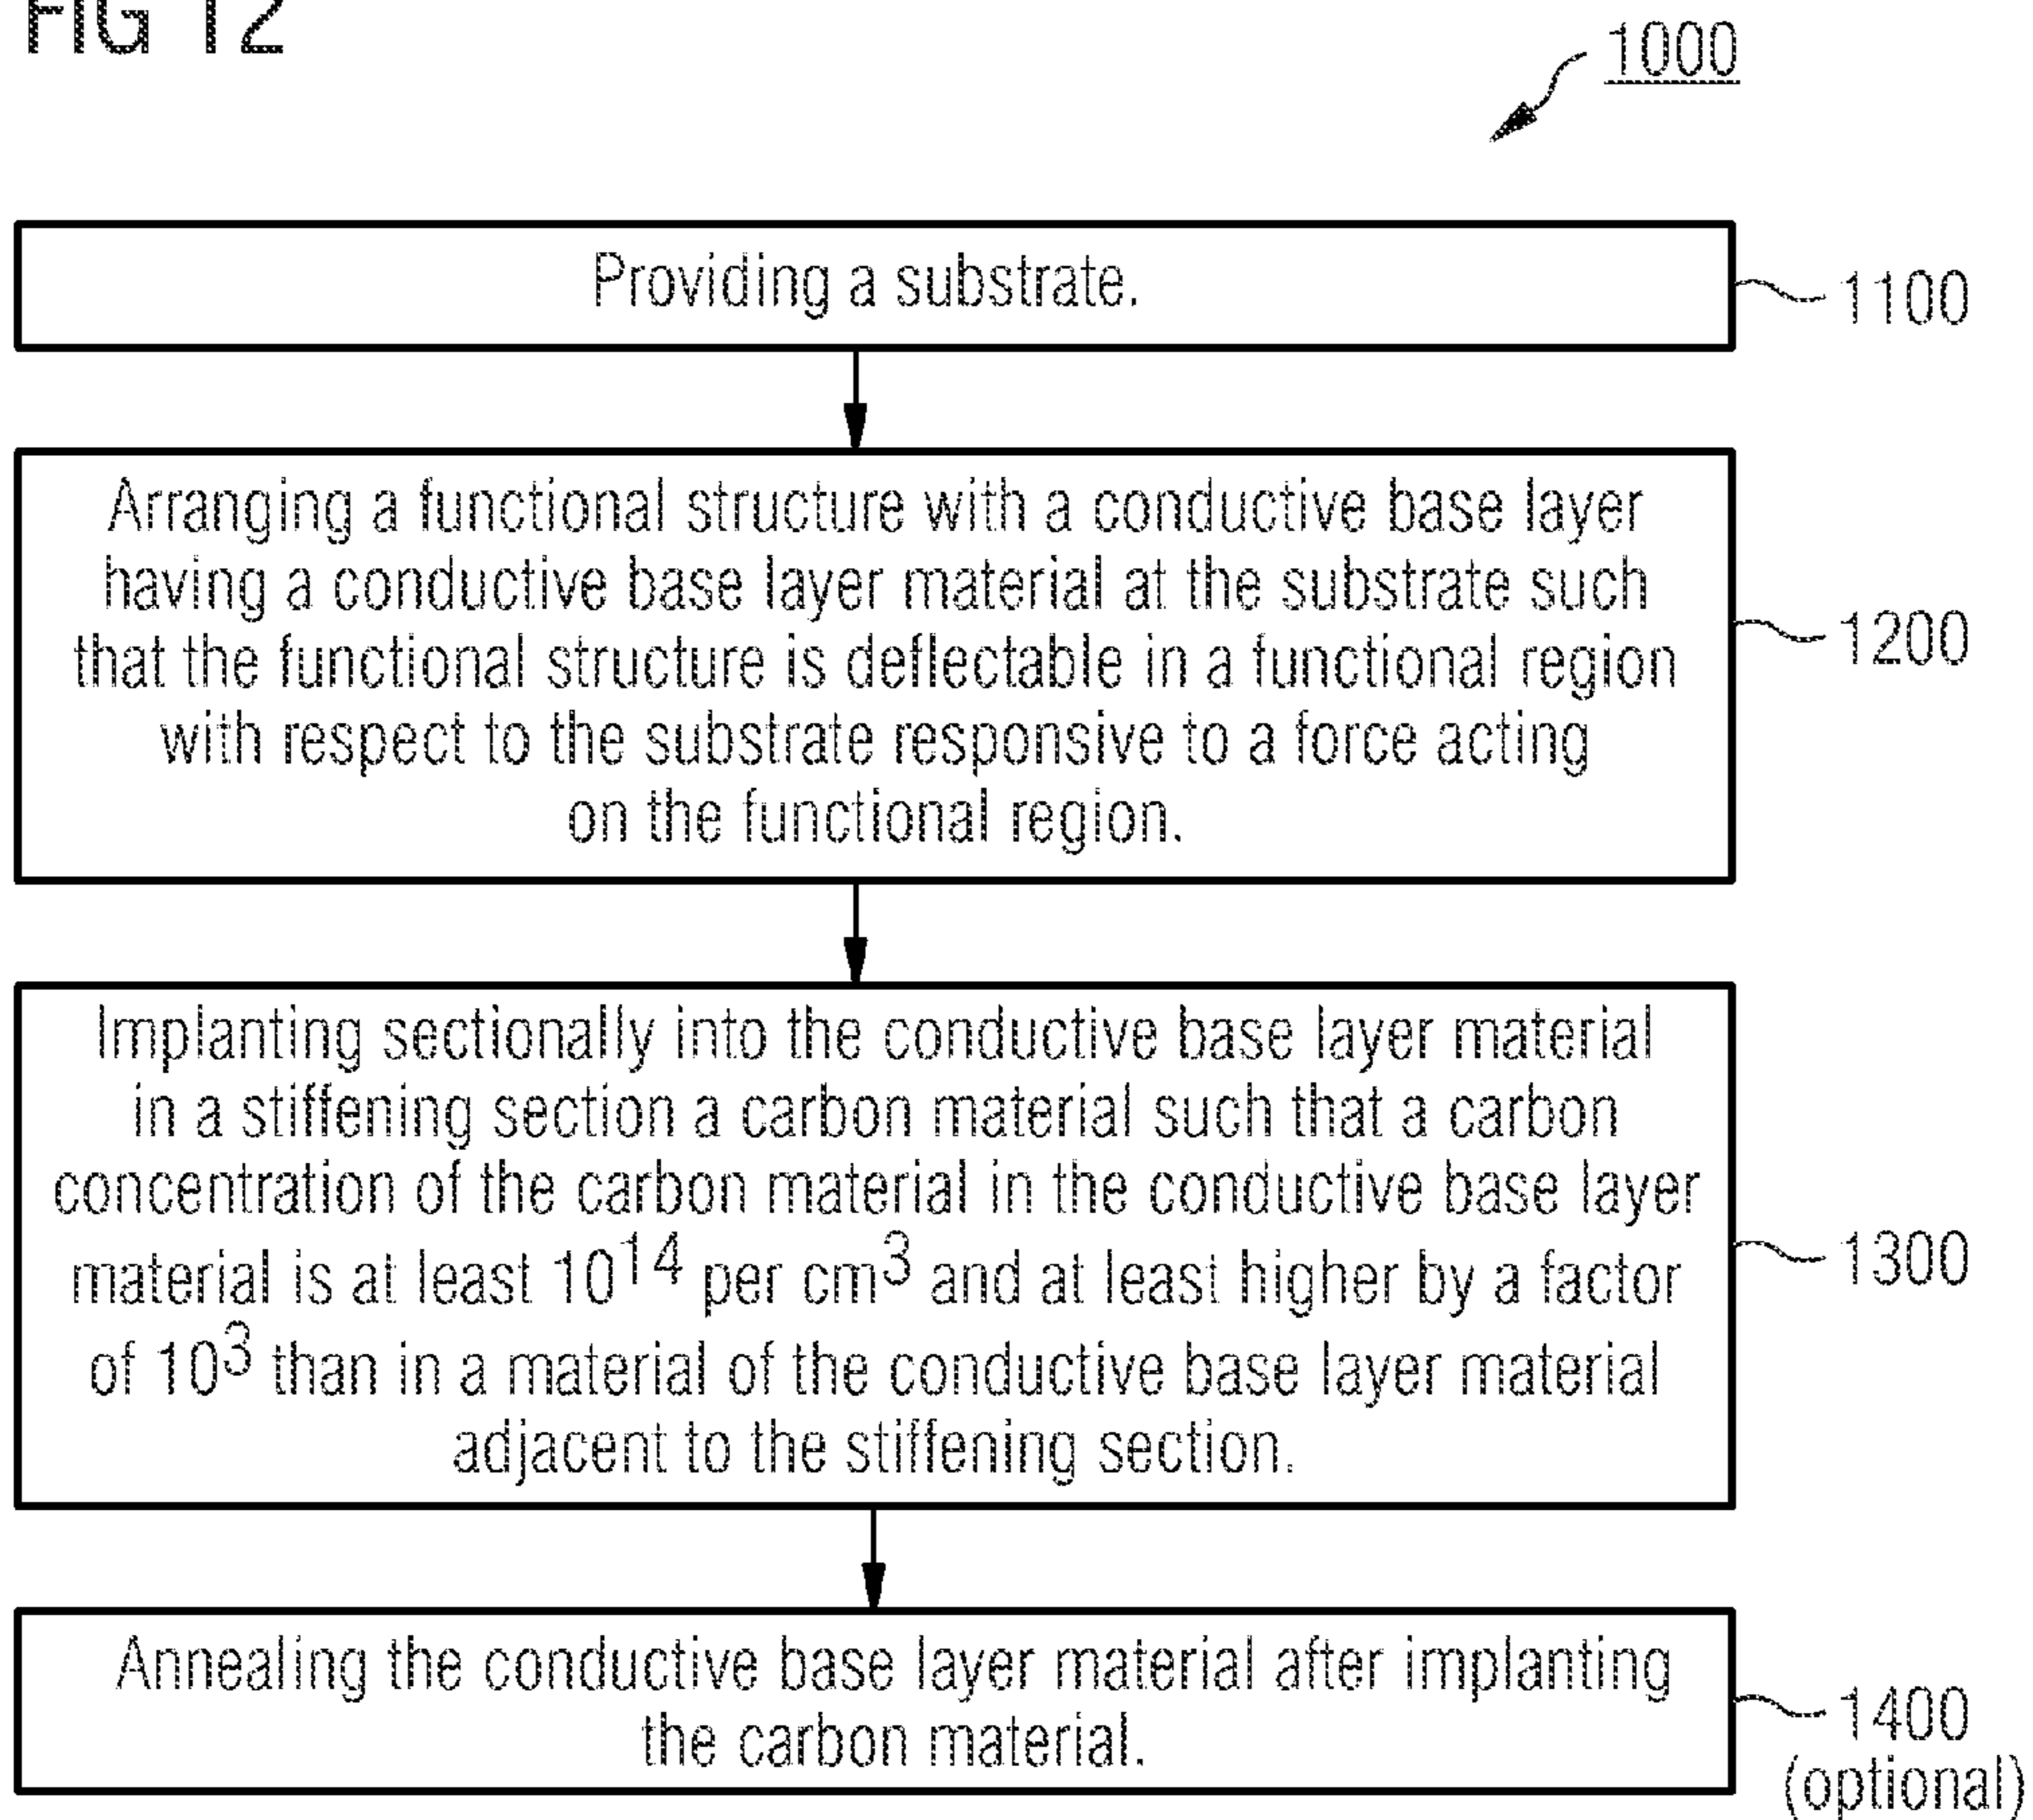 FIG 12
1000
Providing a substrate.
1100
Arranging a functional structure with a conductive base layer
having a conductive base layer material at the substrate such
that the functional structure is deflectable in a functional region
with respect to the substrate responsive to a force acting
on the functional region.
1200
Implanting sectionally into the conductive base layer material
in a stiffening section a carbon material such that a carbon
concentration of the carbon material in the conductive base layer
material is at least 10¹⁴ per cm³ and at least higher by a factor
of 10³ than in a material of the conductive base layer material
adjacent to the stiffening section.
1300
Annealing the conductive base layer material after implanting
the carbon material.
1400
(optional)